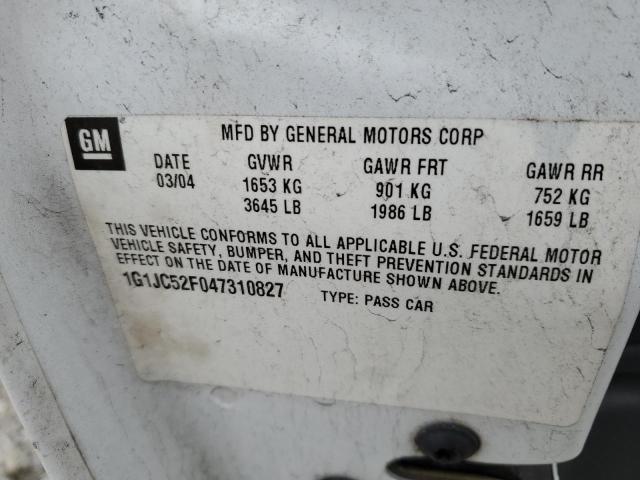 GM
MFD BY GENERAL MOTORS CORP
DATE GVWR GAWR FRT GAWR RR
03/04 1653 KG 901 KG 752 KG
3645 LB 1986 LB 1659 LB
THIS VEHICLE CONFORMS TO ALL APPLICABLE U.S. FEDERAL MOTOR
VEHICLE SAFETY, BUMPER, AND THEFT PREVENTION STANDARDS IN
EFFECT ON THE DATE OF MANUFACTURE SHOWN ABOVE.
1G1JC52F047310827 TYPE: PASS CAR